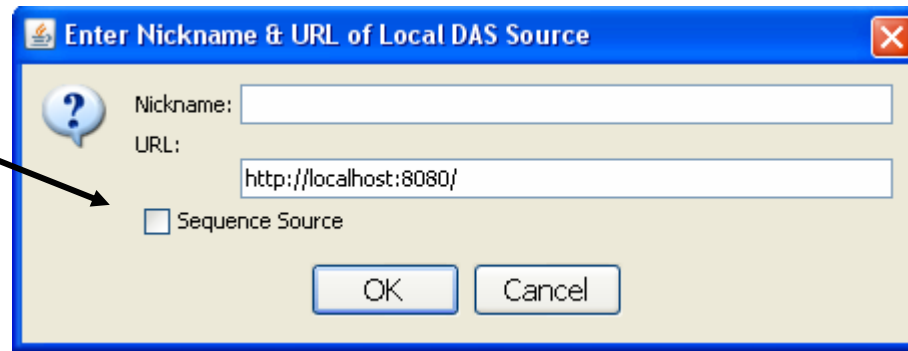 Enter Nickname & URL of Local DAS Source
Nickname:
URL:
http://localhost:8080/
Sequence Source
OK
Cancel